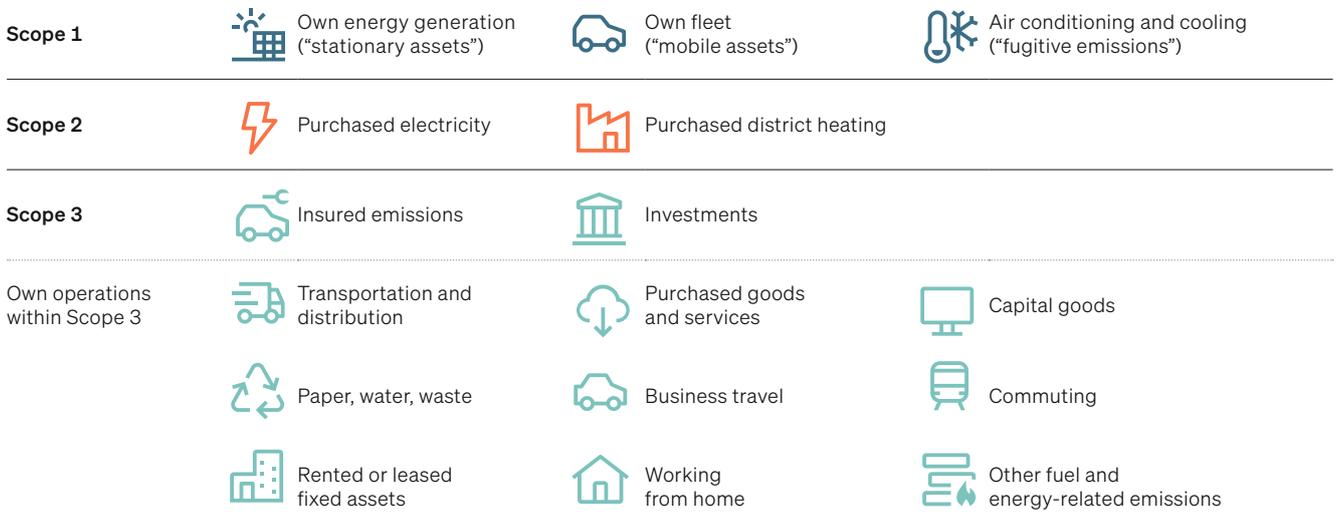 Scope 1
Own energy generation
(“stationary assets”)
Own fleet
(“mobile assets”)
Air conditioning and cooling
(“fugitive emissions”)
Scope 2
Purchased electricity
Purchased district heating
Scope 3
Insured emissions
Investments
Own operations
within Scope 3
Transportation and
distribution
Purchased goods
and services
Capital goods
Paper, water, waste
Business travel
Commuting
Rented or leased
fixed assets
Working
from home
Other fuel and
energy-related emissions